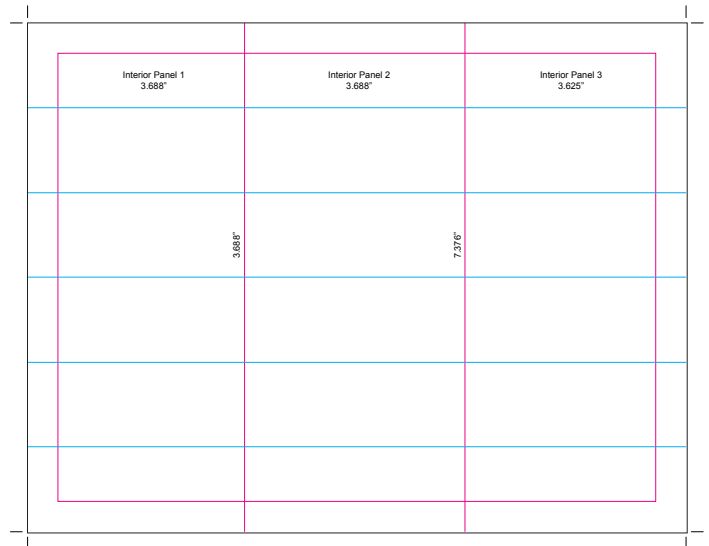 Interior Panel 1
3.688”
Interior Panel 2
3.688”
Interior Panel 3
3.625”
3.688”
7.376”